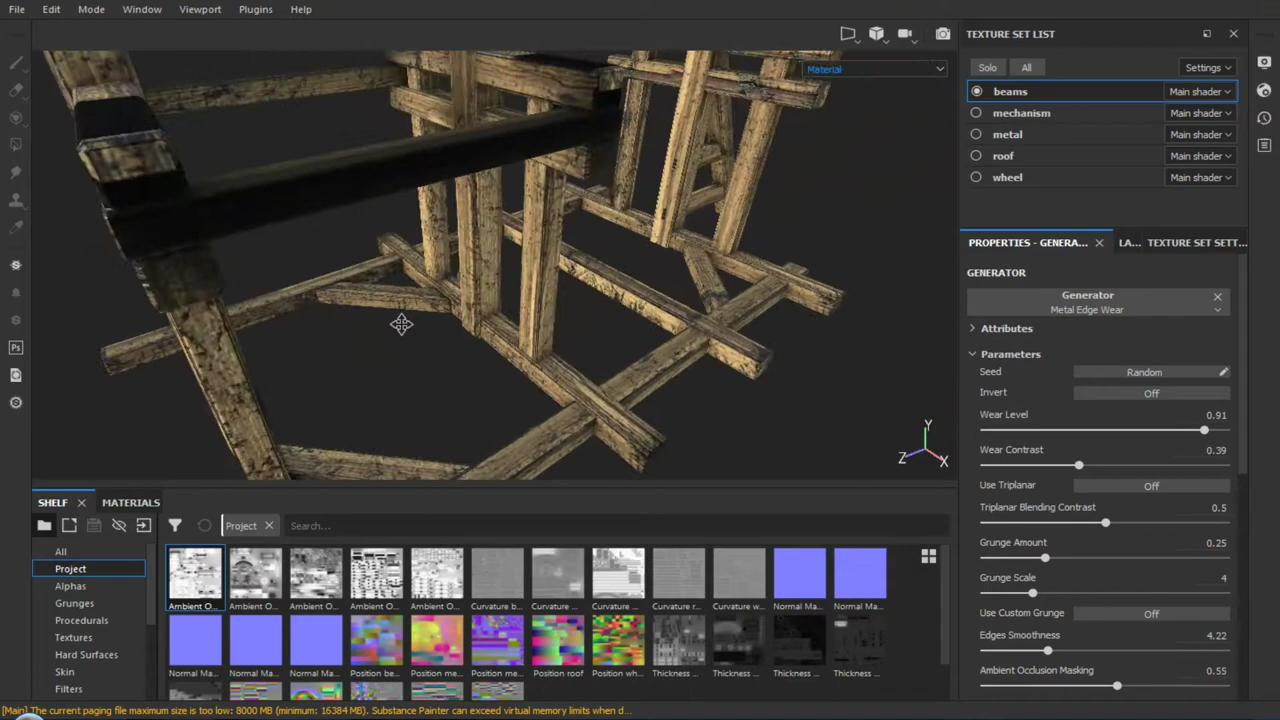 File Edit Mode Window Viewport Plugins Help
TEXTURE SET LIST
Solo All Settings
Material
beams Main shader
mechanism Main shader
metal Main shader
roof Main shader
wheel Main shader
PROPERTIES - GENERA... LA... TEXTURE SET SETT...
GENERATOR
Generator
Metal Edge Wear
Attributes
Parameters
Seed Random
Invert Off
Wear Level 0.91
Wear Contrast 0.39
Use Triplanar Off
Triplanar Blending Contrast 0.5
Grunge Amount 0.25
Grunge Scale 4
Use Custom Grunge Off
Edges Smoothness 4.22
Ambient Occlusion Masking 0.55
Y
Z X
Ps
SHELF MATERIALS
Project Search...
All
Project
Alphas
Grunges
Procedurals
Textures
Hard Surfaces
Skin
Filters
Ambient O... Ambient O... Ambient O... Ambient O... Ambient O... Curvature b... Curvature ... Curvature ... Curvature r... Curvature w... Normal Ma... Normal Ma...
Normal Ma... Normal Ma... Normal Ma... Position be... Position me... Position me... Position roof Position wh... Thickness ... Thickness ... Thickness ... Thickness ...
[Main] The current paging file maximum size is too low: 8000 MB (minimum: 16384 MB). Substance Painter can exceed virtual memory limits when d...